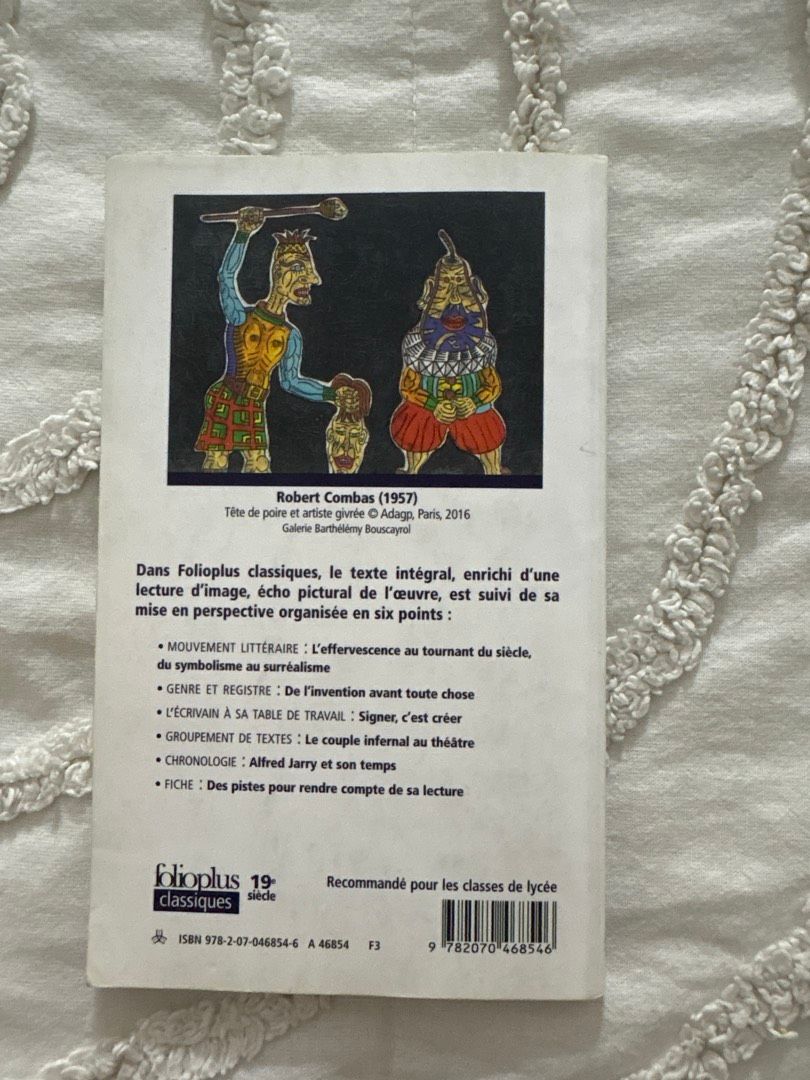 Robert Combas (1957)
Tête de poire et artiste givrée © Adagp, Paris, 2016
Galerie Barthélémy Bouscayrol
Dans Folioplus classiques, le texte intégral, enrichi d'une
lecture d'image, écho pictural de l'œuvre, est suivi de sa
mise en perspective organisée en six points :
• MOUVEMENT LITTÉRAIRE : L'effervescence au tournant du siècle,
du symbolisme au surréalisme
• GENRE ET REGISTRE : De l'invention avant toute chose
• L'ÉCRIVAIN À SA TABLE DE TRAVAIL : Signer, c'est créer
• GROUPEMENT DE TEXTES : Le couple infernal au théâtre
• CHRONOLOGIE : Alfred Jarry et son temps
• FICHE : Des pistes pour rendre compte de sa lecture
folioplus
classiques
19e
siècle
Recommandé pour les classes de lycée
ISBN 978-2-07-046854-6 A 46854 F3
9 782070 468546